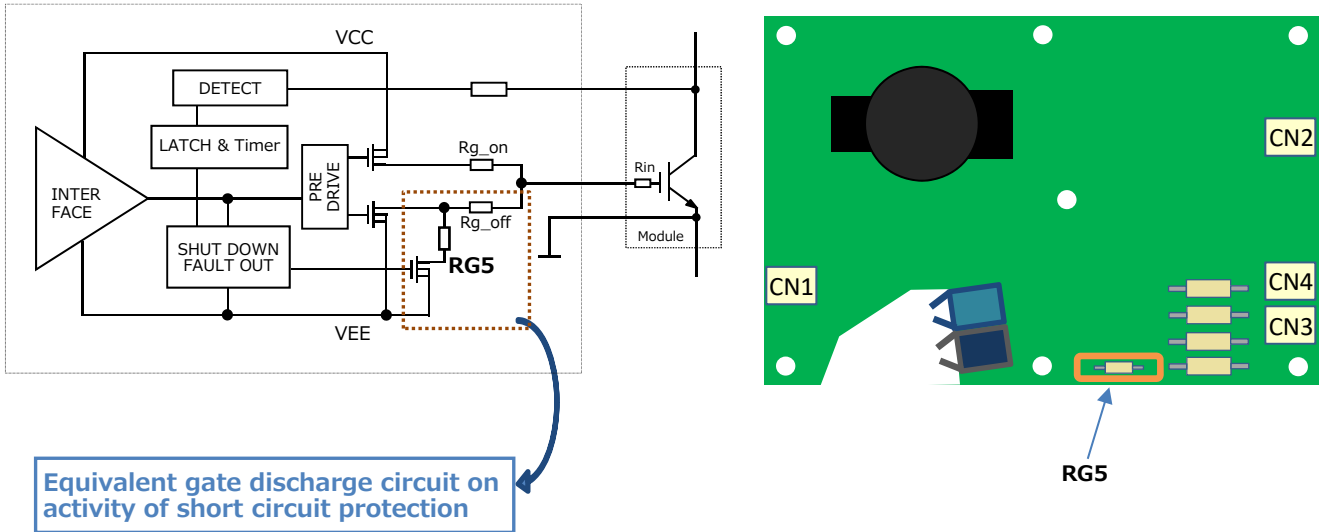 VCC
DETECT
Module
LATCH & Timer
Rg_on
Rin
INTER
FACE
PRE
DRIVE
Rg_off
SHUT DOWN
FAULT OUT
RG5
VEE
Equivalent gate discharge circuit on
activity of short circuit protection
CN2
CN1
CN4
CN3
RG5